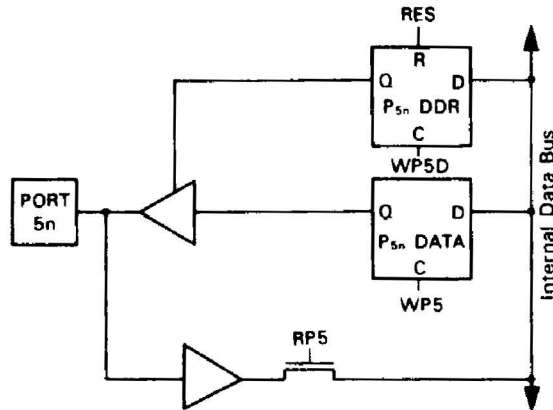 RES
R
Q D
P₅ₙ DDR
C
WP5D
PORT
5n
Q D
P₅ₙ DATA
C
WP5
RP5
Internal Data Bus